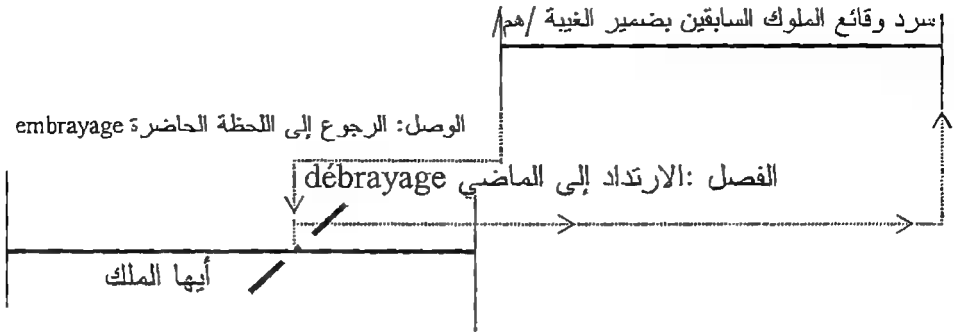 سرد وقائع الملوك السابقين بضمير الغيبة /هم/
الوصل: الرجوع إلى اللحظة الحاضرة embrayage
الفصل :الارتداد إلى الماضي débrayage
أيها الملك